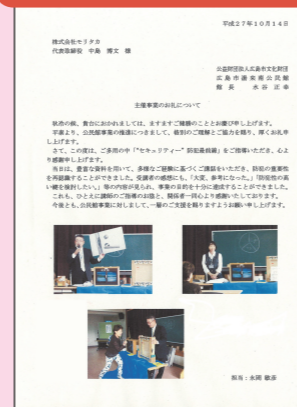 平成27年10月14日
株式会社モリタカ
代表取締役 中島 博文 様
公益財団法人広島市文化財団
広島市湯来南公民館
館長 水谷 正幸
主催事業のお礼について
秋冷の候、貴台におかれましては、ますますご健勝のこととお慶び申し上げます。
平素より、公民館事業の推進につきまして、格別のご理解とご協力を賜り、厚くお礼申
し上げます。
さて、この度は、ご多用の中「"セキュリティー" 防犯最前線」をご指導いただき、心よ
り感謝申し上げます。
当日は、豊富な資料を用いて、多様なご経験に基づくご講話をいただき、防犯の重要性
を再認識することができました。受講者の感想にも、「大変、参考になった。」「防犯性の高
い鍵を検討したい。」等の内容が見られ、事業の目的を十分に達成することができました。
これも、ひとえに講師のご指導のお陰と、関係者一同心より感謝いたしております。
今後とも、公民館事業に対しまして、一層のご支援を賜りますようお願い申し上げます。
担当：永岡